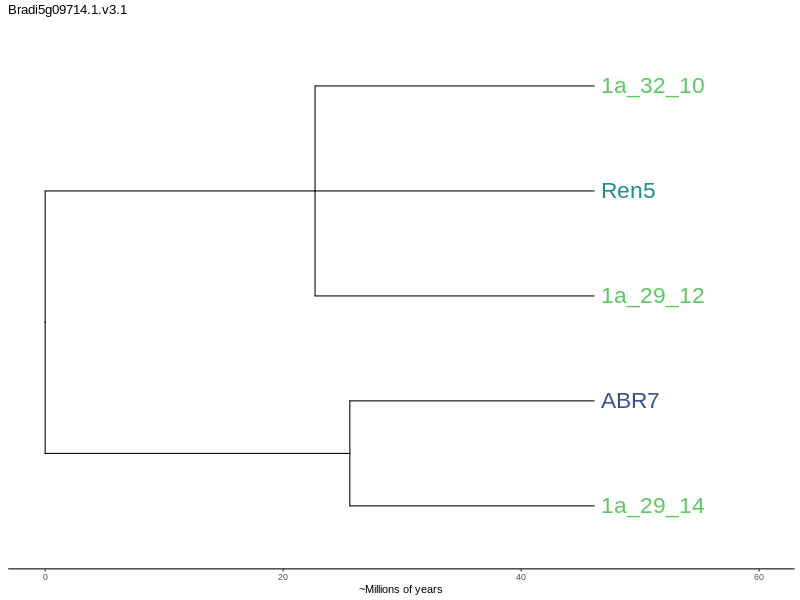 Bradi5g09714.1.v3.1
1a_32_10
Ren5
1a_29_12
ABR7
1a_29_14
0 20 40 60
~Millions of years